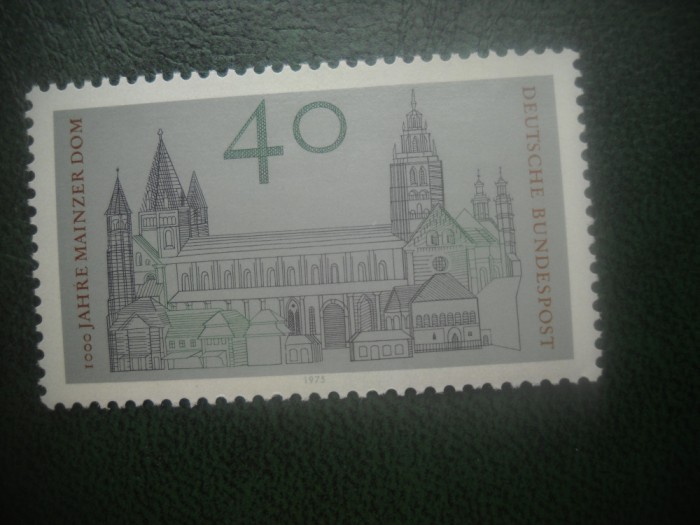 1000 JAHRE MAINZER DOM
40
DEUTSCHE BUNDESPOST
1975